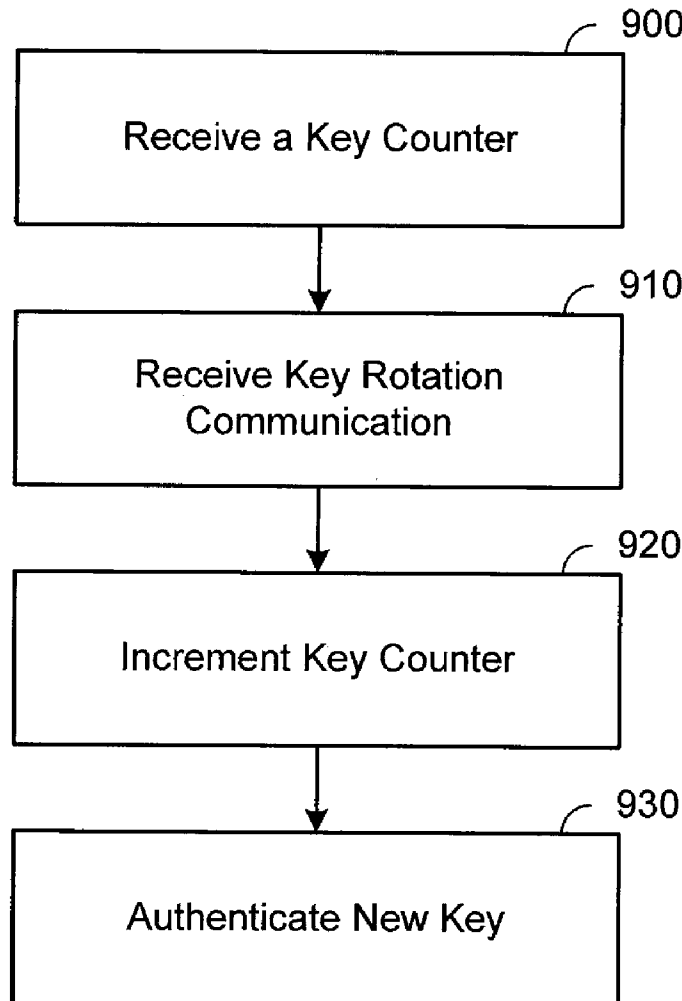 900
Receive a Key Counter
910
Receive Key Rotation
Communication
920
Increment Key Counter
930
Authenticate New Key